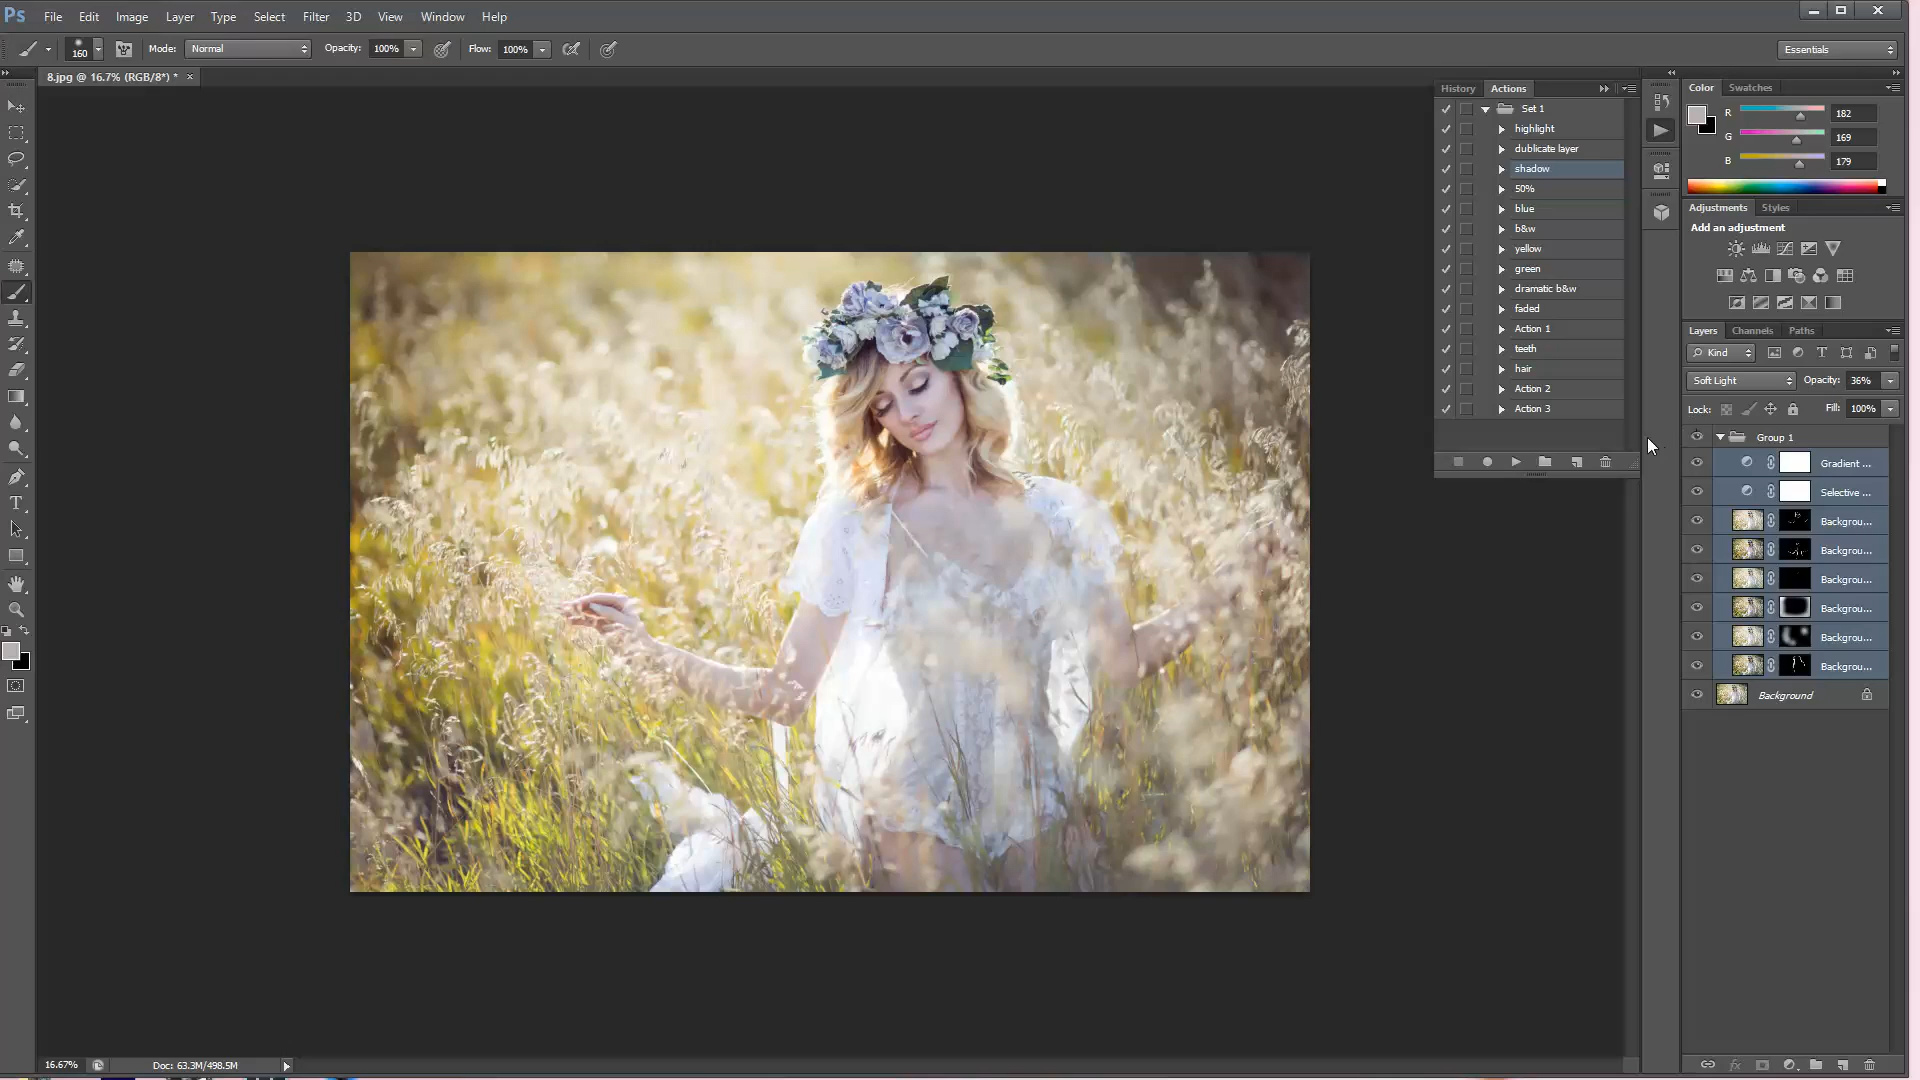 Ps File Edit Image Layer Type Select Filter 3D View Window Help
160 Mode: Normal Opacity: 100% Flow: 100% Essentials
8.jpg @ 16.7% (RGB/8*) * ×
History Actions
Set 1
highlight
dublicate layer
shadow
50%
blue
b&w
yellow
green
dramatic b&w
faded
Action 1
teeth
hair
Action 2
Action 3
Color Swatches
R 182
G 169
B 179
Adjustments Styles
Add an adjustment
Layers Channels Paths
Kind
Soft Light Opacity: 36%
Lock: Fill: 100%
Group 1
Gradient ...
Selective ...
Backgrou...
Backgrou...
Backgrou...
Backgrou...
Backgrou...
Backgrou...
Background
fx
16.67% Doc: 63.3M/498.5M